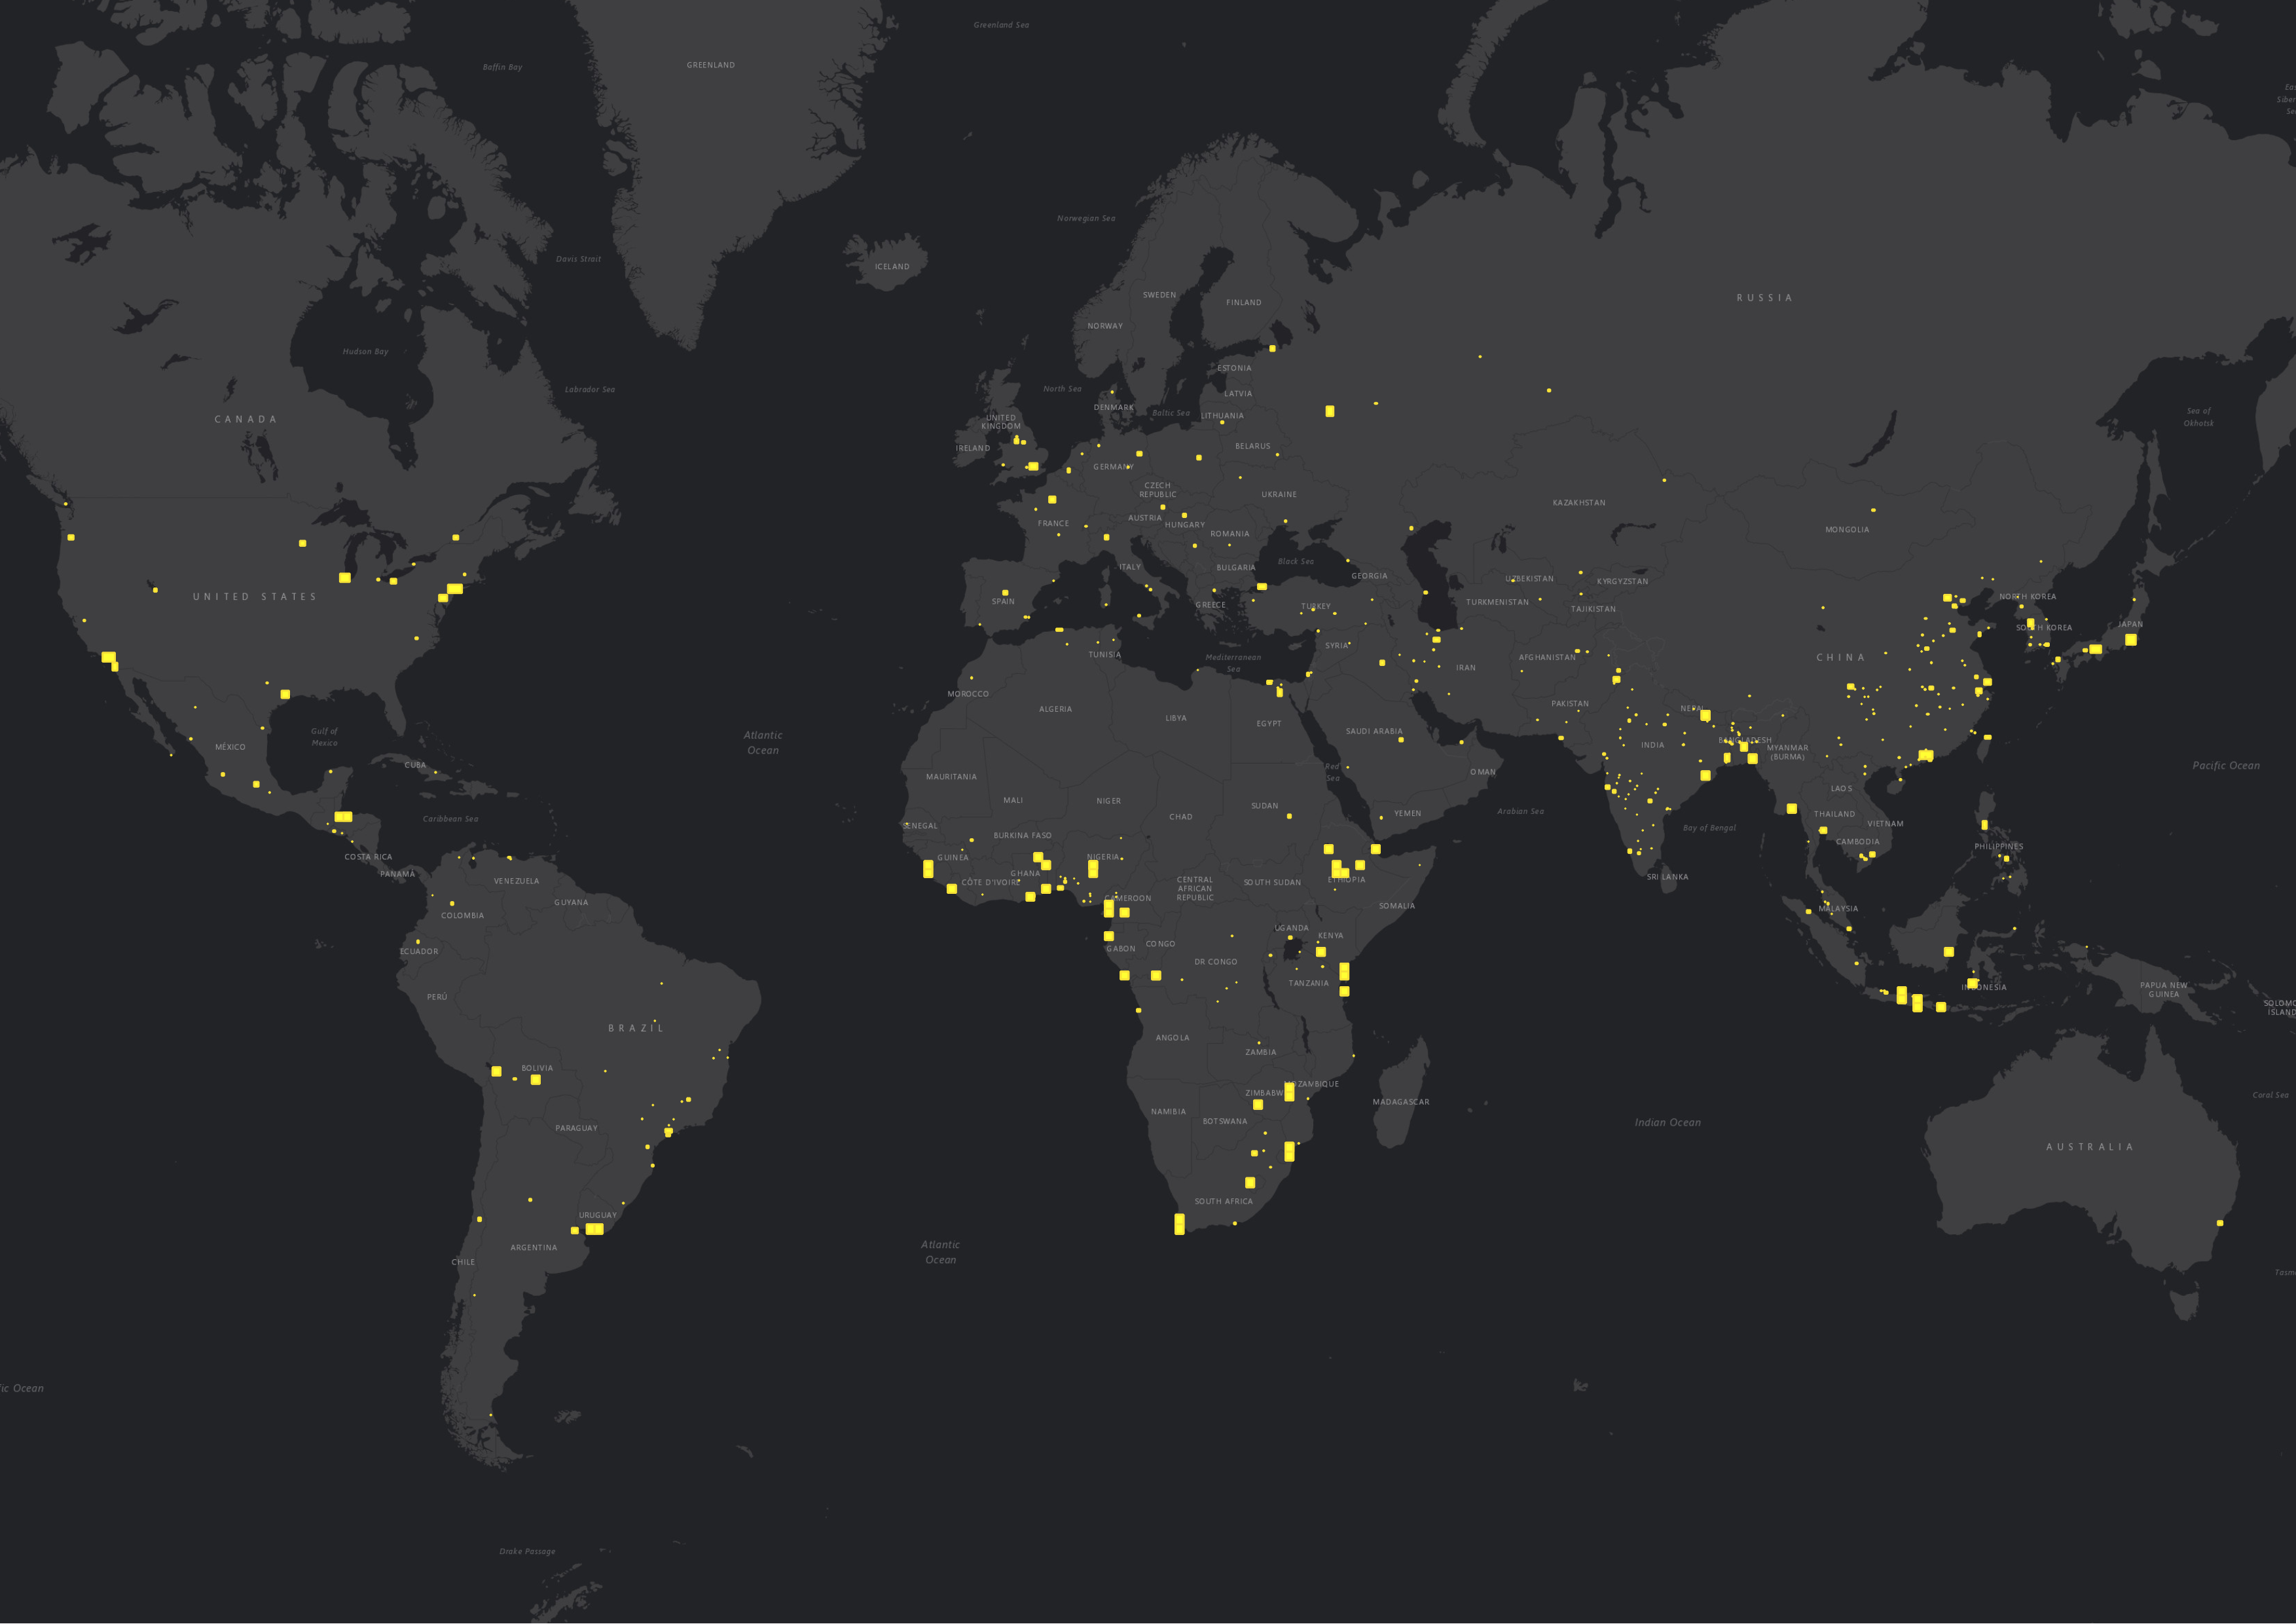 Greenland Sea
GREENLAND
Baffin Bay
Norwegian Sea
Davis Strait
ICELAND
SWEDEN
FINLAND
RUSSIA
NORWAY
Hudson Bay
ESTONIA
Labrador Sea
North Sea
LATVIA
DENMARK
Baltic Sea
LITHUANIA
Sea of
Okhotsk
CANADA
UNITED
KINGDOM
IRELAND
BELARUS
GERMANY
CZECH
REPUBLIC
UKRAINE
KAZAKHSTAN
AUSTRIA
FRANCE
HUNGARY
MONGOLIA
ROMANIA
Black Sea
ITALY
BULGARIA
GEORGIA
UZBEKISTAN
KYRGYZSTAN
UNITED STATES
SPAIN
GREECE
TURKEY
TURKMENISTAN
TAJIKISTAN
NORTH KOREA
SOUTH KOREA
JAPAN
SYRIA
TUNISIA
Mediterranean
Sea
IRAN
AFGHANISTAN
CHINA
MOROCCO
ALGERIA
LIBYA
EGYPT
PAKISTAN
NEPAL
Gulf of
Mexico
Atlantic
Ocean
SAUDI ARABIA
MÉXICO
INDIA
BANGLADESH
MYANMAR
(BURMA)
CUBA
Red
Sea
OMAN
Pacific Ocean
MAURITANIA
MALI
NIGER
LAOS
SUDAN
YEMEN
Arabian Sea
Caribbean Sea
CHAD
THAILAND
SENEGAL
BURKINA FASO
Bay of Bengal
VIETNAM
CAMBODIA
PHILIPPINES
COSTA RICA
GUINEA
NIGERIA
PANAMA
VENEZUELA
GHANA
CÔTE D'IVOIRE
CENTRAL
AFRICAN
REPUBLIC
SOUTH SUDAN
ETHIOPIA
SRI LANKA
GUYANA
CAMEROON
SOMALIA
MALAYSIA
COLOMBIA
UGANDA
KENYA
ECUADOR
GABON
CONGO
DR CONGO
PERÚ
TANZANIA
INDONESIA
PAPUA NEW
GUINEA
BRAZIL
ANGOLA
ZAMBIA
BOLIVIA
MOZAMBIQUE
ZIMBABW
NAMIBIA
MADAGASCAR
Coral Sea
PARAGUAY
BOTSWANA
Indian Ocean
AUSTRALIA
SOUTH AFRICA
URUGUAY
ARGENTINA
Atlantic
Ocean
CHILE
Drake Passage